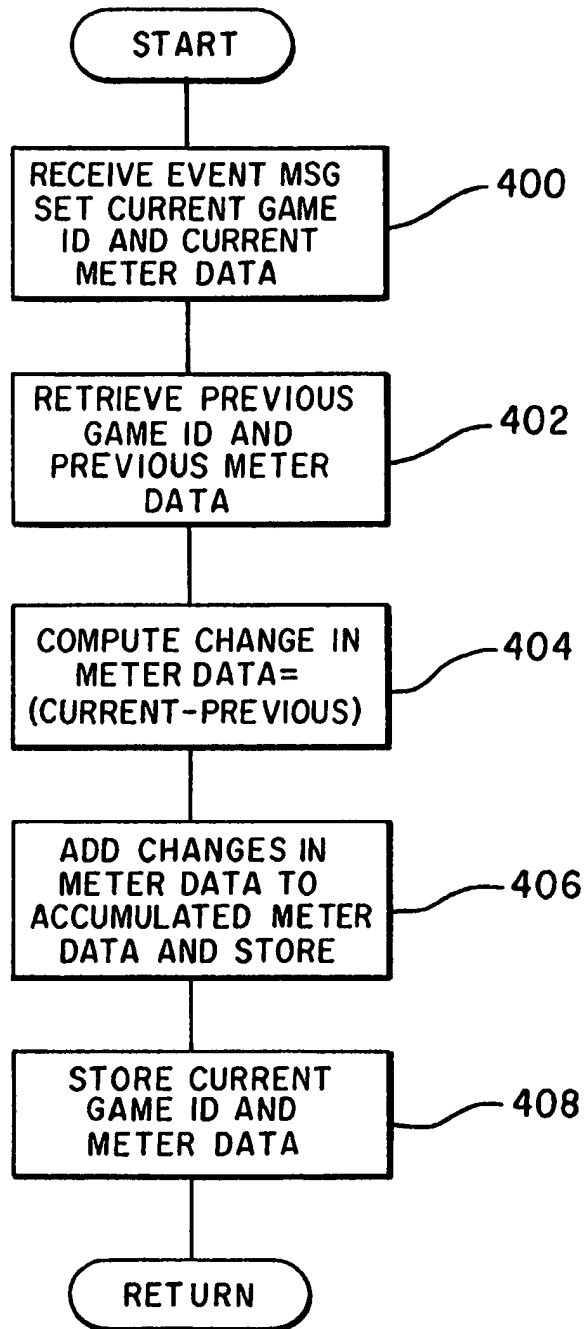 START
RECEIVE EVENT MSG
SET CURRENT GAME
ID AND CURRENT
METER DATA
400
RETRIEVE PREVIOUS
GAME ID AND
PREVIOUS METER
DATA
402
COMPUTE CHANGE IN
METER DATA=
(CURRENT-PREVIOUS)
404
ADD CHANGES IN
METER DATA TO
ACCUMULATED METER
DATA AND STORE
406
STORE CURRENT
GAME ID AND
METER DATA
408
RETURN